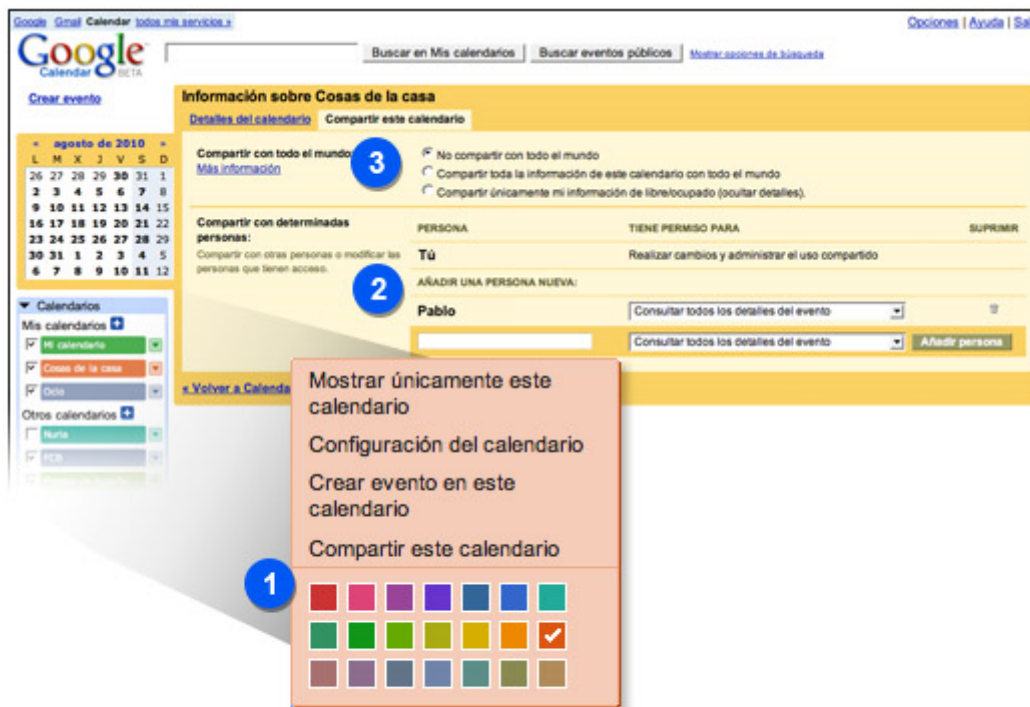 Google Gmail Calendar todos mis servicios »
Opciones | Ayuda | Sal
Google
Calendar BETA
Buscar en Mis calendarios
Buscar eventos públicos
Mostrar opciones de búsqueda
Crear evento
Información sobre Cosas de la casa
Detalles del calendario
Compartir este calendario
« agosto de 2010 »
L M X J V S D
26 27 28 29 30 31 1
2 3 4 5 6 7 8
9 10 11 12 13 14 15
16 17 18 19 20 21 22
23 24 25 26 27 28 29
30 31 1 2 3 4 5
6 7 8 9 10 11 12
Compartir con todo el mundo:
Más información
3
No compartir con todo el mundo
Compartir toda la información de este calendario con todo el mundo
Compartir únicamente mi información de libre/ocupado (ocultar detalles).
Compartir con determinadas
personas:
Compartir con otras personas o modificar las
personas que tienen acceso.
PERSONA
TIENE PERMISO PARA
SUPRIMIR
Tú
Realizar cambios y administrar el uso compartido
2
AÑADIR UNA PERSONA NUEVA:
Pablo
Consultar todos los detalles del evento
Consultar todos los detalles del evento
Añadir persona
« Volver a Calenda
Calendarios
Mis calendarios
Mi calendario
Cosas de la casa
Ocio
Otros calendarios
Nuria
FCB
Mostrar únicamente este
calendario
Configuración del calendario
Crear evento en este
calendario
Compartir este calendario
1